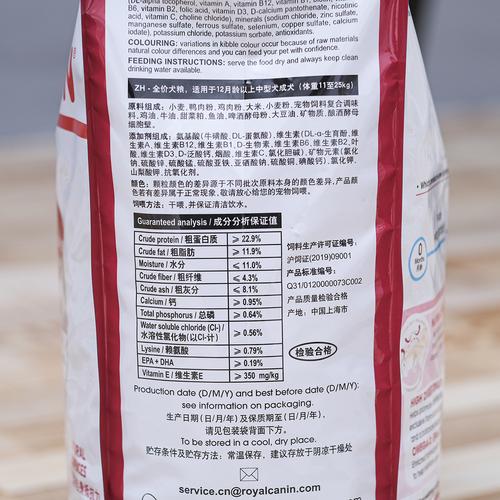 B6, vitamin B2, folic acid, vitamin D3, D-calcium pantothenate, nicotinic
acid, vitamin C, choline chloride), minerals (sodium chloride, zinc sulfate,
manganese sulfate, ferrous sulfate, selenium, copper sulfate, calcium
iodate), potassium chloride, potassium sorbate, antioxidants.
COLOURING: variations in kibble colour occur because of raw materials
natural colour differences and you can feed your pet with confidence.
FEEDING INSTRUCTIONS: serve the food dry and always keep clean
drinking water available.
ZH - 全价犬粮，适用于12月龄以上中型犬成犬（体重11至25kg）
原料组成：小麦, 鸭肉粉, 鸡肉粉, 大米, 小麦粉, 宠物饲料复合调味
料, 鸡油, 牛油, 甜菜粕, 鱼油, 啤酒酵母粉, 大豆油, 矿物质, 酿酒酵母
细胞壁。
添加剂组成：氨基酸(牛磺酸, DL-蛋氨酸), 维生素(DL-α-生育酚, 维生
素A, 维生素B12, 维生素B1, D-生物素, 维生素B6, 维生素B2, 叶
酸, 维生素D3, D-泛酸钙, 烟酸, 维生素C, 氯化胆碱), 矿物元素(氯化
钠, 硫酸锌, 硫酸锰, 硫酸亚铁, 亚硒酸钠, 硫酸铜, 碘酸钙), 氯化钾,
山梨酸钾, 抗氧化剂。
颜色：颗粒颜色的差异源于不同批次原料本身的颜色差异, 产品颜
色若有差异属于正常现象, 敬请放心给您的宠物饲喂。
饲喂方法：干喂，并保证清洁饮水。
Guaranteed analysis / 成分分析保证值
Crude protein / 粗蛋白质 ⩾ 22.9%
Crude fat / 粗脂肪 ⩾ 11.9%
Moisture / 水分 ⩽ 11.0%
Crude fiber / 粗纤维 ⩽ 4.3%
Crude ash / 粗灰分 ⩽ 8.1%
Calcium / 钙 ⩾ 0.95%
Total phosphorus / 总磷 ⩾ 0.64%
Water soluble chloride (Cl-) /
水溶性氯化物(以Cl-计) ⩾ 0.56%
Lysine / 赖氨酸 ⩾ 0.79%
EPA + DHA ⩾ 0.19%
Vitamin E / 维生素E ⩾ 350 mg/kg
饲料生产许可证编号：
沪饲证(2019)09001
产品标准编号：
Q31/0120000073C002
产品质量检验合格
产地：中国上海市
检验合格
Production date (D/M/Y) and best before date (D/M/Y):
see information on packaging.
生产日期(日/月/年)及保质期至(日/月/年)：
请见包装袋背面下部。
To be stored in a cool, dry place.
贮存条件及贮存方法：常温保存，建议存放于阴凉干燥处
service.cn@royalcanin.com